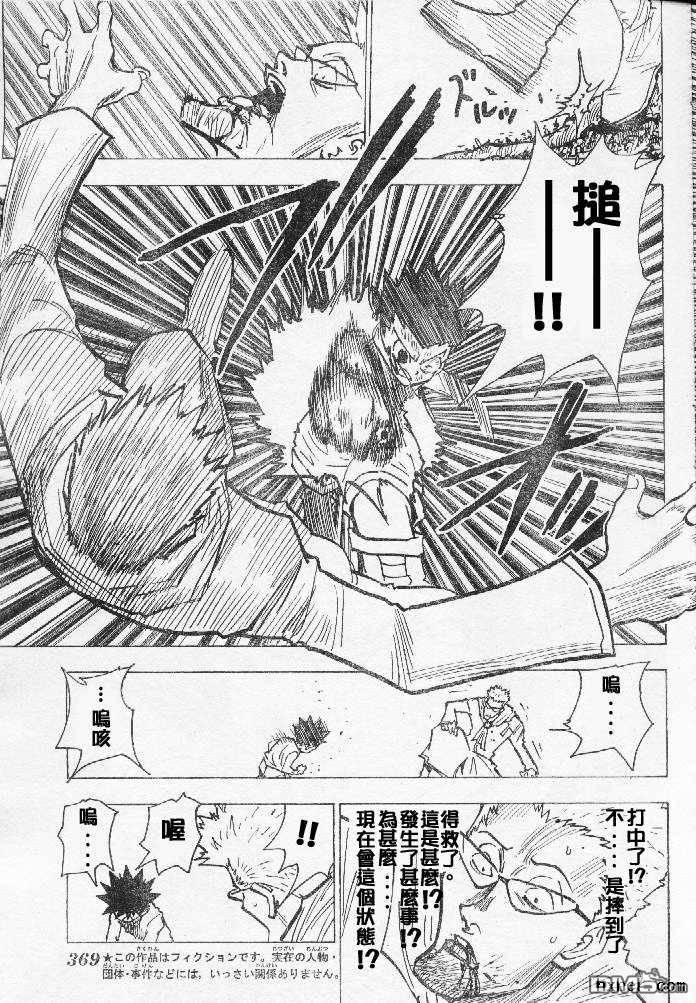 ズルッ
搥——
——!!
ズズズ
嗚....
...嗚咳
打中了!?
不....是摔到了
得救了。
這是甚麼!?
發生了甚麼事!?
為甚麼...
現在會這個狀態!?
!!
喔
嗚....
369 ★この作品はフィクションです。実在の人物・
団体・事件などには、いっさい関係ありません。